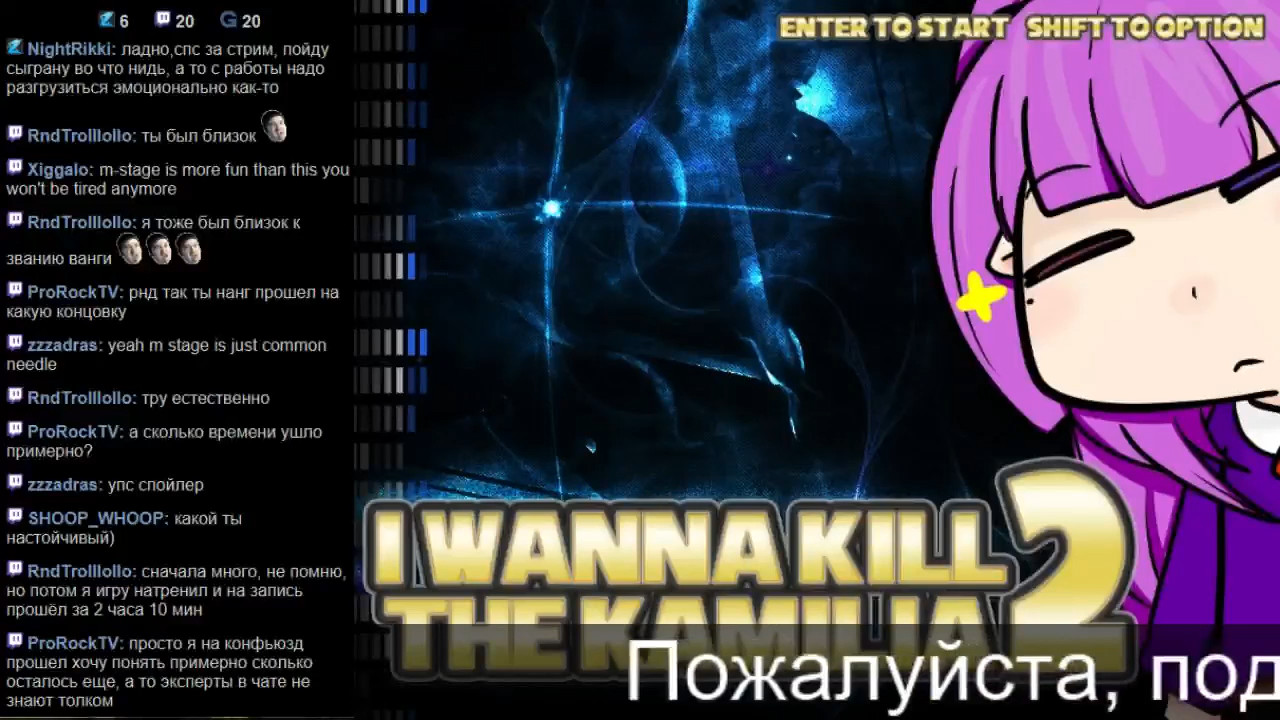 6 20 20
NightRikki: ладно,спс за стрим, пойду
сыграну во что нидь, а то с работы надо
разгрузиться эмоционально как-то
RndTrolllollo: ты был близок
Xiggalo: m-stage is more fun than this you
won't be tired anymore
RndTrolllollo: я тоже был близок к
званию ванги
ProRockTV: рнд так ты нанг прошел на
какую концовку
zzzadras: yeah m stage is just common
needle
RndTrolllollo: тру естественно
ProRockTV: а сколько времени ушло
примерно?
zzzadras: упс спойлер
SHOOP_WHOOP: какой ты
настойчивый)
RndTrolllollo: сначала много, не помню,
но потом я игру натренил и на запись
прошёл за 2 часа 10 мин
ProRockTV: просто я на конфьюзд
прошел хочу понять примерно сколько
осталось еще, а то эксперты в чате не
знают толком
ENTER TO START SHIFT TO OPTION
I WANNA KILL
THE KAMILIA 2
Пожалуйста, под